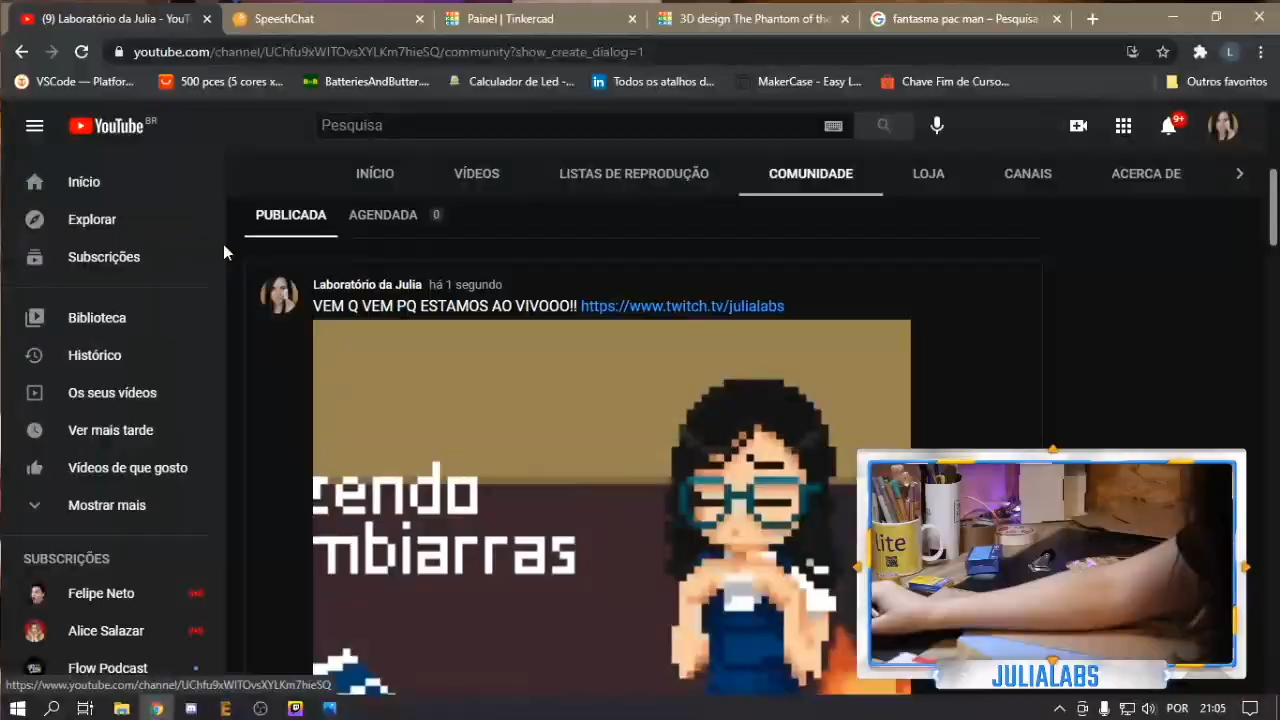 (9) Laboratório da Julia - YouT
SpeechChat
Painel | Tinkercad
3D design The Phantom of the
fantasma pac man – Pesquisa
youtube.com/channel/UChfu9xWITOvsXYLKm7hieSQ/community?show_create_dialog=1
L
VSCode — Platfor...
500 pces (5 cores x...
BatteriesAndButter...
Calculador de Led -...
Todos os atalhos d...
MakerCase - Easy L...
Chave Fim de Curso...
Outros favoritos
YouTube BR
Pesquisa
9+
Início
Explorar
Subscrições
Biblioteca
Histórico
Os seus vídeos
Ver mais tarde
Vídeos de que gosto
Mostrar mais
SUBSCRIÇÕES
Felipe Neto
Alice Salazar
Flow Podcast
INÍCIO
VÍDEOS
LISTAS DE REPRODUÇÃO
COMUNIDADE
LOJA
CANAIS
ACERCA DE
PUBLICADA
AGENDADA 0
Laboratório da Julia há 1 segundo
VEM Q VEM PQ ESTAMOS AO VIVOOO!! https://www.twitch.tv/julialabs
zendo
mbiarras
lite
JULIALABS
https://www.youtube.com/channel/UChfu9xWITOvsXYLKm7hieSQ
POR
21:05